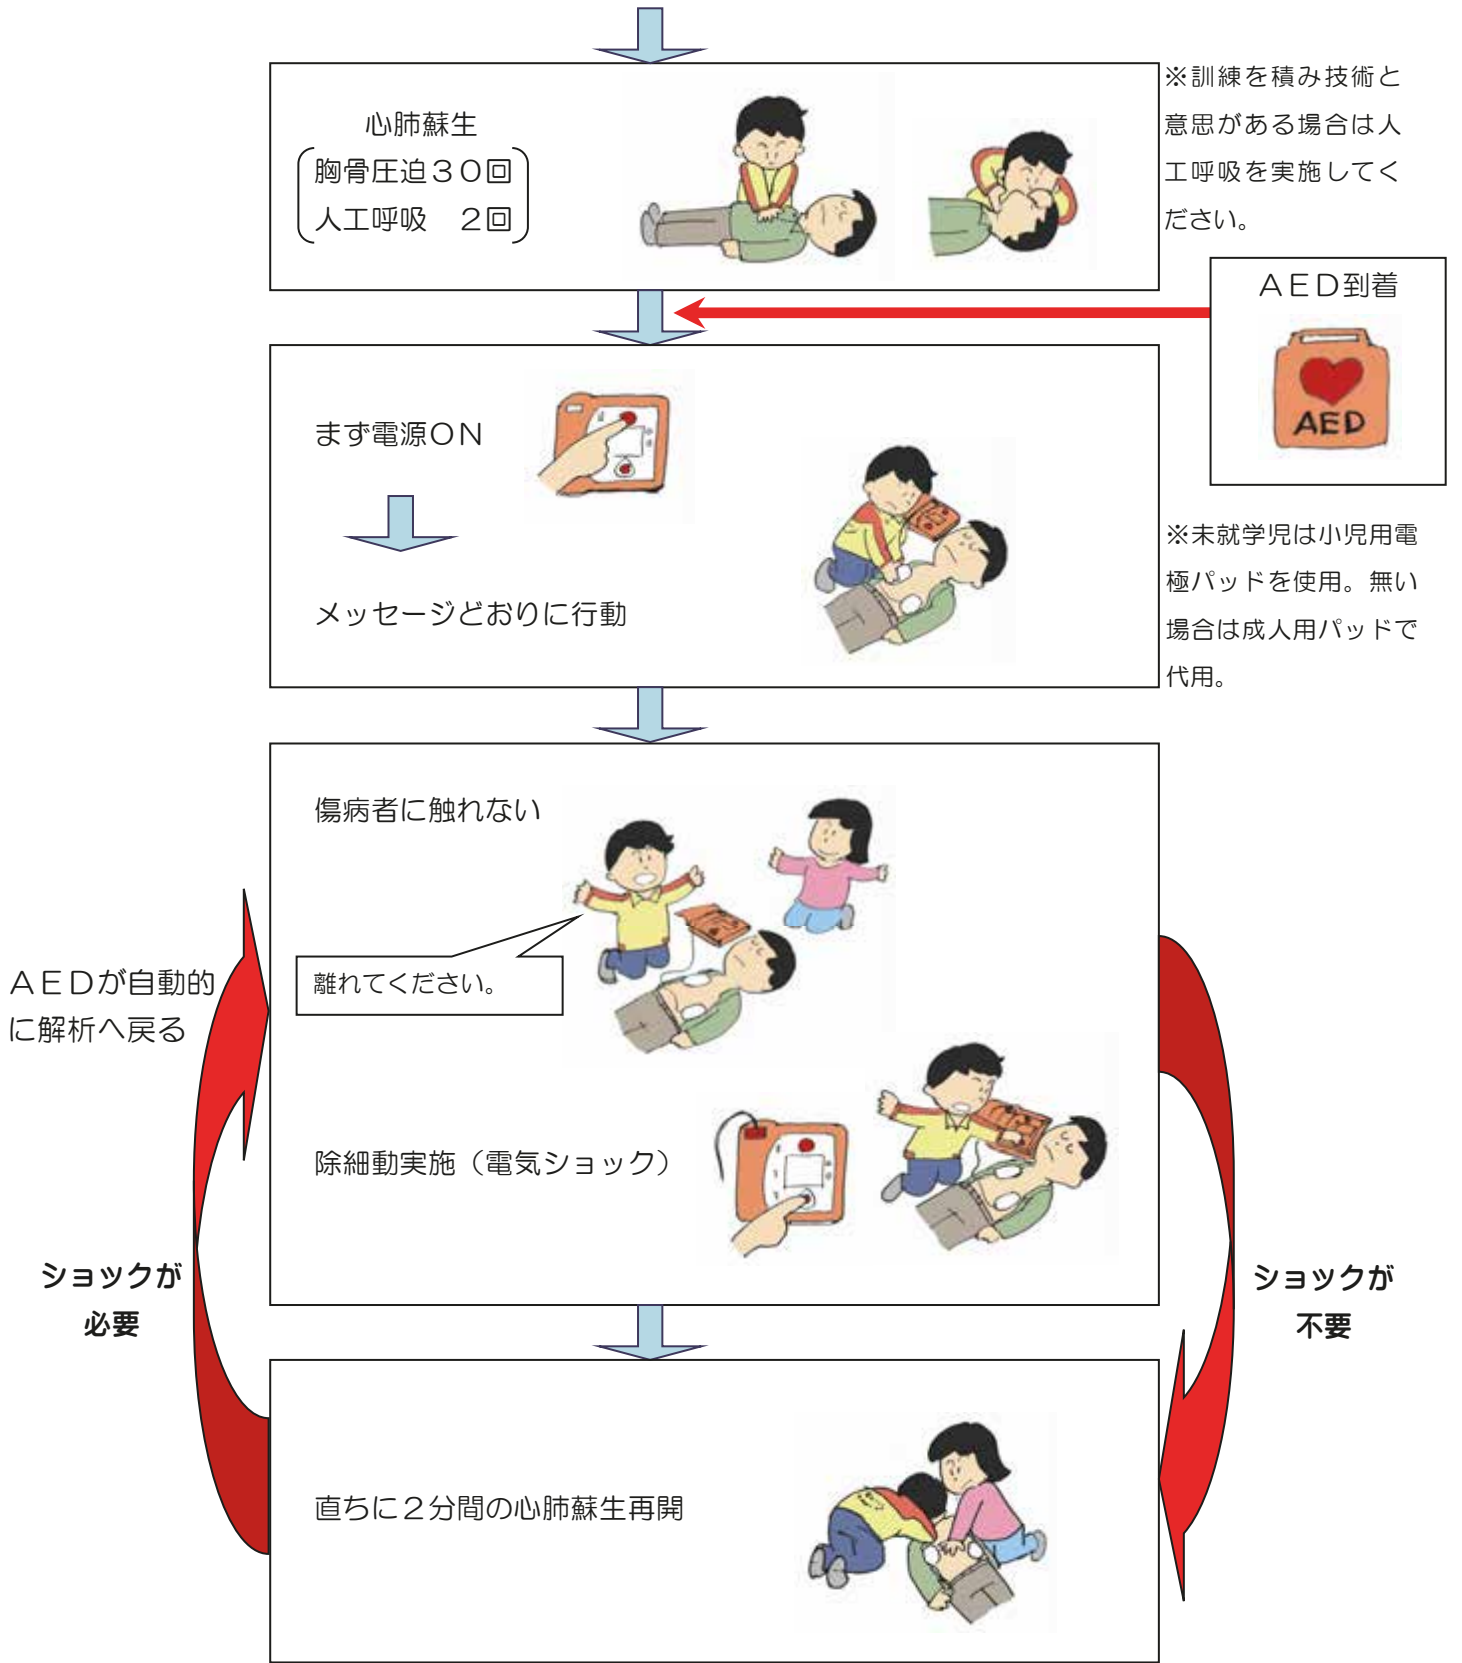 心肺蘇生
胸骨圧迫３０回
人工呼吸　２回
※訓練を積み技術と
意思がある場合は人
工呼吸を実施してく
ださい。
ＡＥＤ到着
AED
まず電源ＯＮ
メッセージどおりに行動
※未就学児は小児用電
極パッドを使用。無い
場合は成人用パッドで
代用。
傷病者に触れない
離れてください。
ＡＥＤが自動的
に解析へ戻る
除細動実施（電気ショック）
ショックが
必要
ショックが
不要
直ちに２分間の心肺蘇生再開